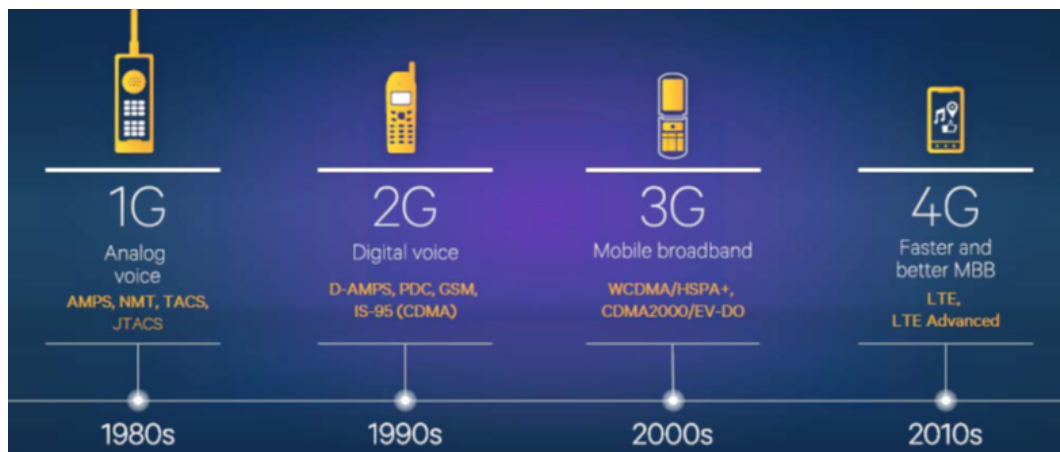 1G
Analog
voice
AMPS, NMT, TACS,
JTACS
1980s
2G
Digital voice
D-AMPS, PDC, GSM,
IS-95 (CDMA)
1990s
3G
Mobile broadband
WCDMA/HSPA+,
CDMA2000/EV-DO
2000s
4G
Faster and
better MBB
LTE,
LTE Advanced
2010s